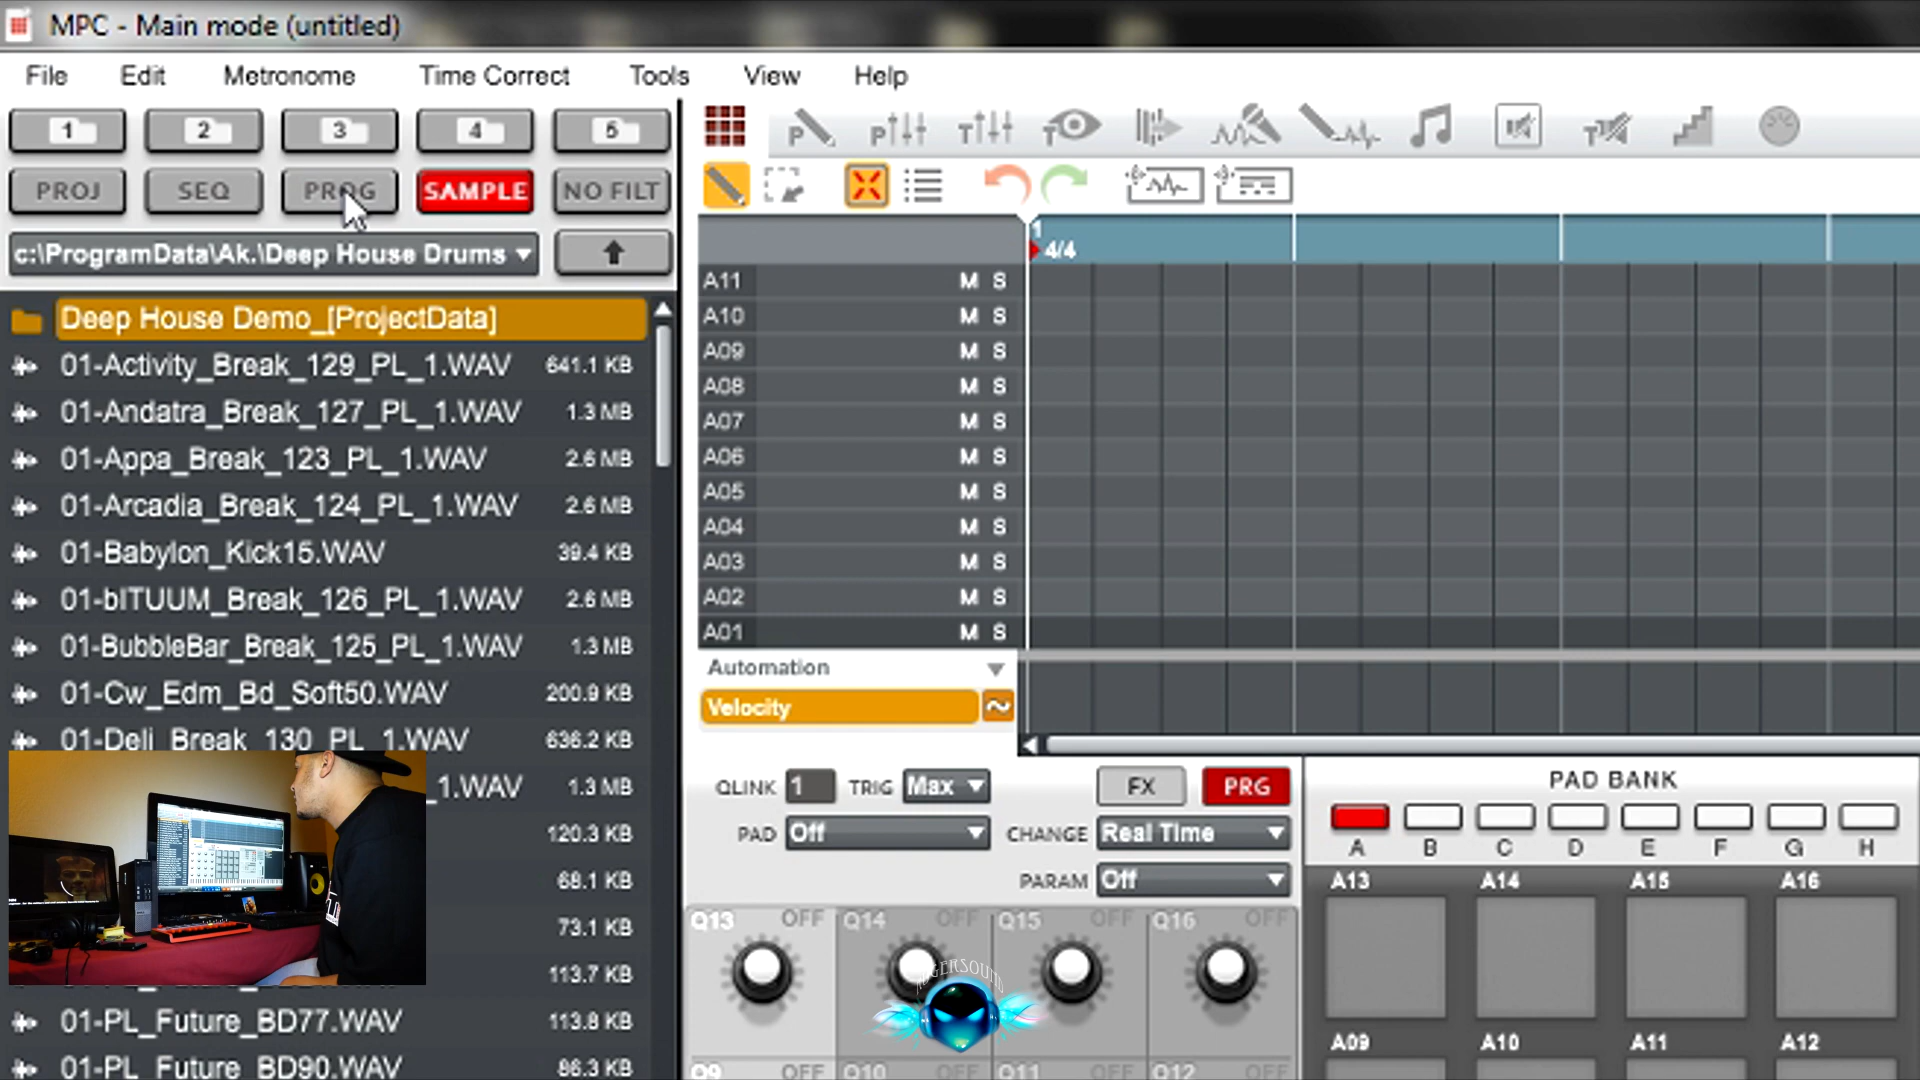 MPC - Main mode (untitled)
File Edit Metronome Time Correct Tools View Help
1 2 3 4 5
PROJ SEQ PROG SAMPLE NO FILT
c:\ProgramData\Ak.\Deep House Drums
Deep House Demo_[ProjectData]
01-Activity_Break_129_PL_1.WAV 641.1 KB
01-Andatra_Break_127_PL_1.WAV 1.3 MB
01-Appa_Break_123_PL_1.WAV 2.6 MB
01-Arcadia_Break_124_PL_1.WAV 2.6 MB
01-Babylon_Kick15.WAV 39.4 KB
01-bITUUM_Break_126_PL_1.WAV 2.6 MB
01-BubbleBar_Break_125_PL_1.WAV 1.3 MB
01-Cw_Edm_Bd_Soft50.WAV 200.9 KB
01-Deli_Break_130_PL_1.WAV 636.2 KB
_1.WAV 1.3 MB
120.3 KB
68.1 KB
73.1 KB
113.7 KB
01-PL_Future_BD77.WAV 113.8 KB
01-PL_Future_BD90.WAV 86.3 KB
1
4/4
A11 M S
A10 M S
A09 M S
A08 M S
A07 M S
A06 M S
A05 M S
A04 M S
A03 M S
A02 M S
A01 M S
Automation
Velocity
QLINK 1 TRIG Max FX PRG
PAD Off CHANGE Real Time
PARAM Off
Q13 OFF Q14 OFF Q15 OFF Q16 OFF
Q9 OFF Q10 OFF Q11 OFF Q12 OFF
PAD BANK
A B C D E F G H
A13 A14 A15 A16
A09 A10 A11 A12